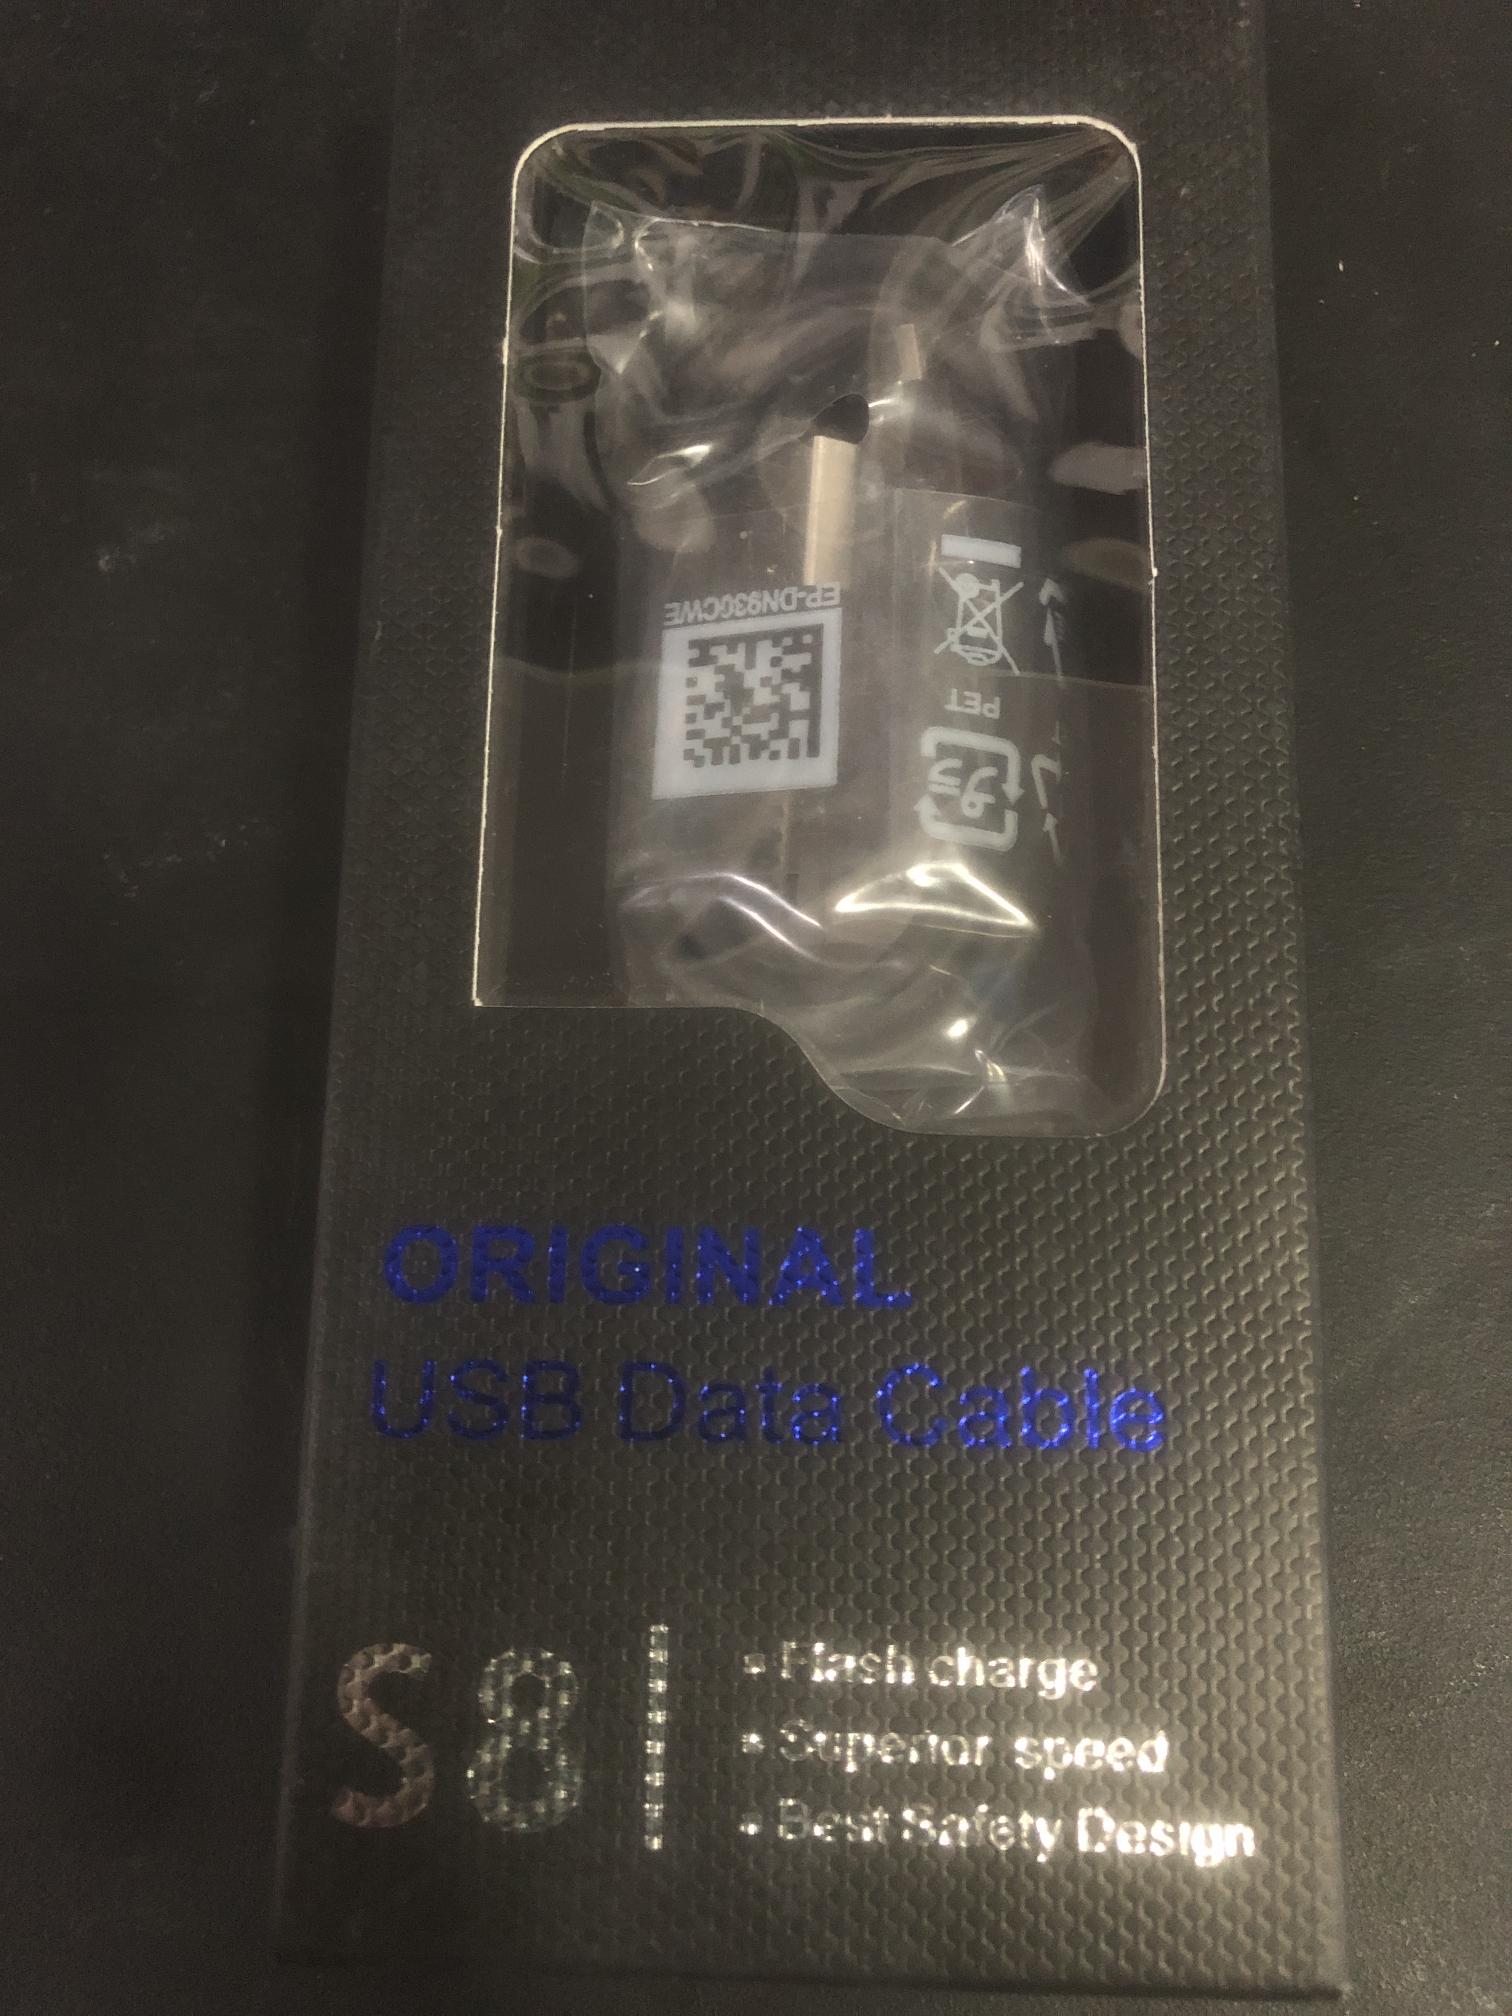 EP-DN930CWE
PET
ORIGINAL
USB Data Cable
S8
• Flash charge
• Superior speed
• Best Safety Design